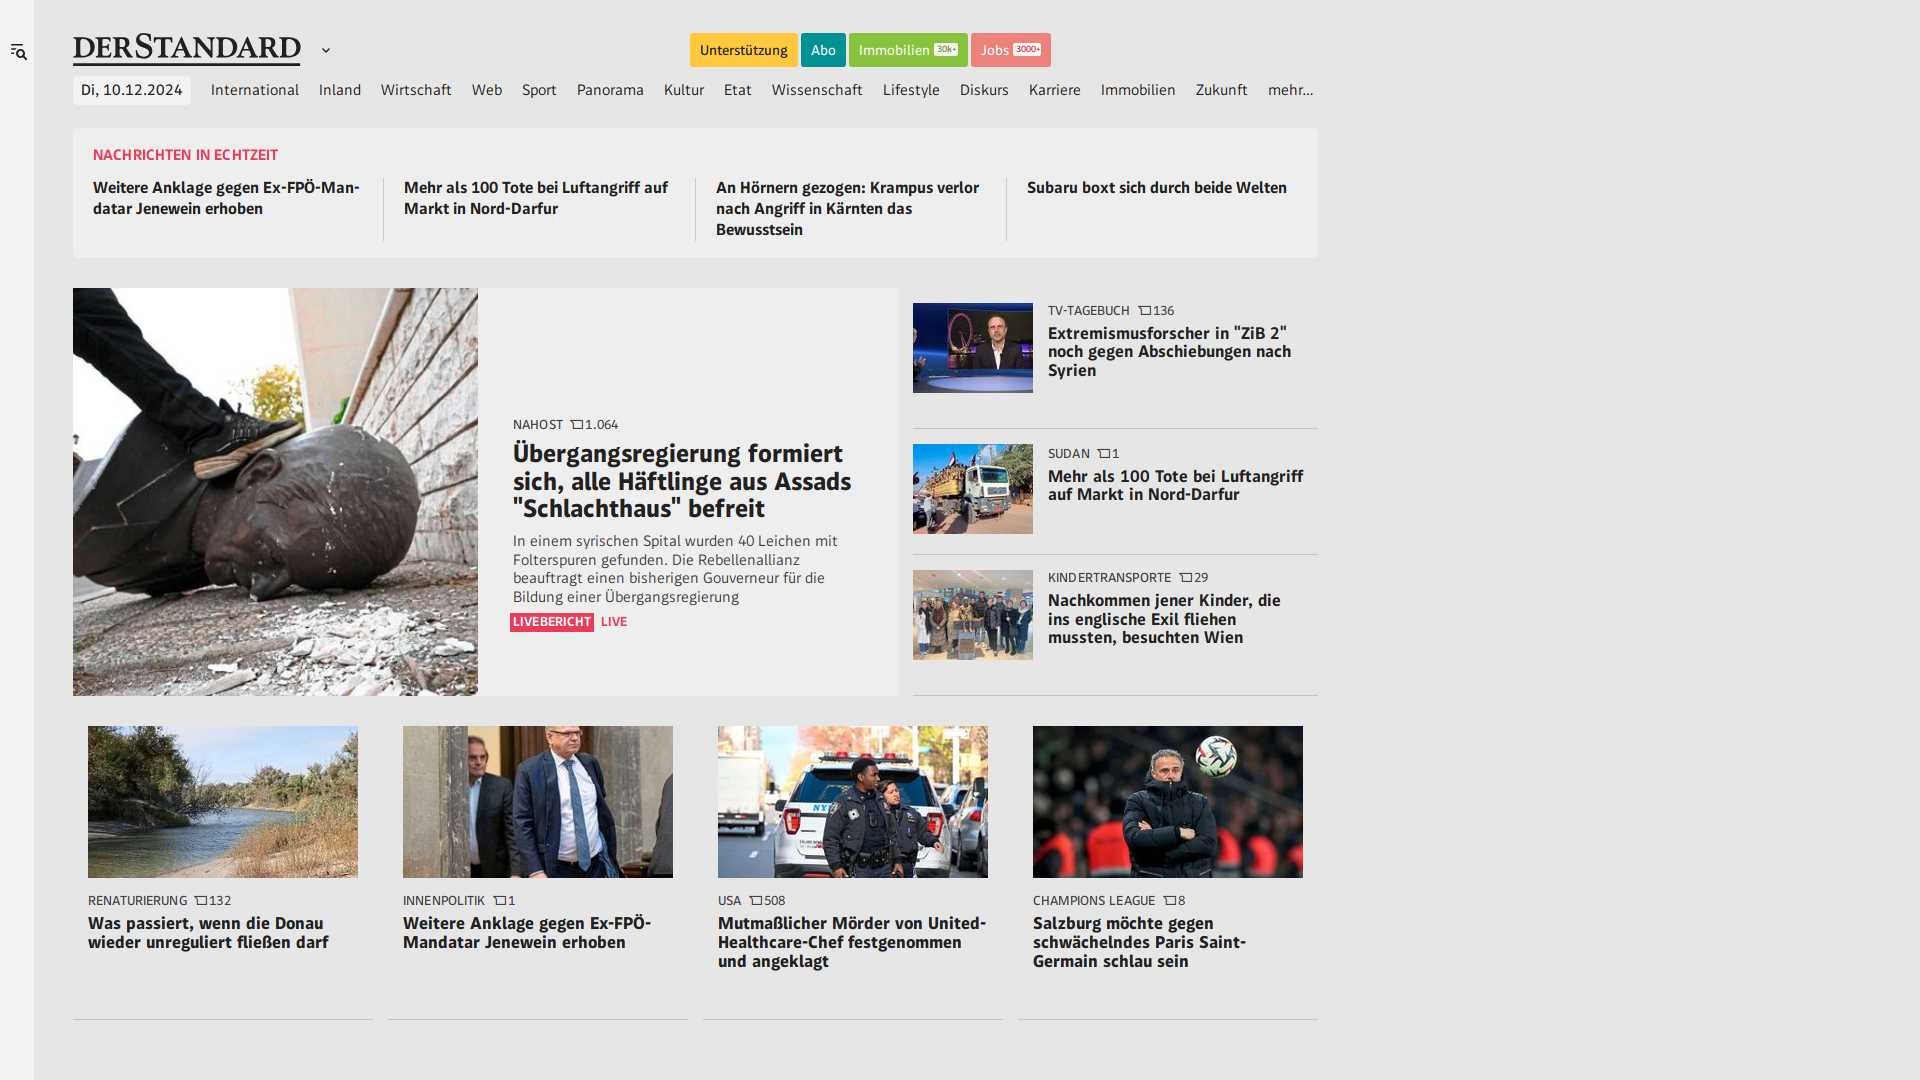 DERSTANDARD
Unterstützung
Abo
Immobilien 30k+
Jobs 3000+
Di, 10.12.2024
International
Inland
Wirtschaft
Web
Sport
Panorama
Kultur
Etat
Wissenschaft
Lifestyle
Diskurs
Karriere
Immobilien
Zukunft
mehr...
NACHRICHTEN IN ECHTZEIT
Weitere Anklage gegen Ex-FPÖ-Man-
datar Jenewein erhoben
Mehr als 100 Tote bei Luftangriff auf
Markt in Nord-Darfur
An Hörnern gezogen: Krampus verlor
nach Angriff in Kärnten das
Bewusstsein
Subaru boxt sich durch beide Welten
NAHOST 1.064
Übergangsregierung formiert
sich, alle Häftlinge aus Assads
"Schlachthaus" befreit
In einem syrischen Spital wurden 40 Leichen mit
Folterspuren gefunden. Die Rebellenallianz
beauftragt einen bisherigen Gouverneur für die
Bildung einer Übergangsregierung
LIVEBERICHT LIVE
TV-TAGEBUCH 136
Extremismusforscher in "ZiB 2"
noch gegen Abschiebungen nach
Syrien
SUDAN 1
Mehr als 100 Tote bei Luftangriff
auf Markt in Nord-Darfur
KINDERTRANSPORTE 29
Nachkommen jener Kinder, die
ins englische Exil fliehen
mussten, besuchten Wien
RENATURIERUNG 132
Was passiert, wenn die Donau
wieder unreguliert fließen darf
INNENPOLITIK 1
Weitere Anklage gegen Ex-FPÖ-
Mandatar Jenewein erhoben
USA 508
Mutmaßlicher Mörder von United-
Healthcare-Chef festgenommen
und angeklagt
CHAMPIONS LEAGUE 8
Salzburg möchte gegen
schwächelndes Paris Saint-
Germain schlau sein